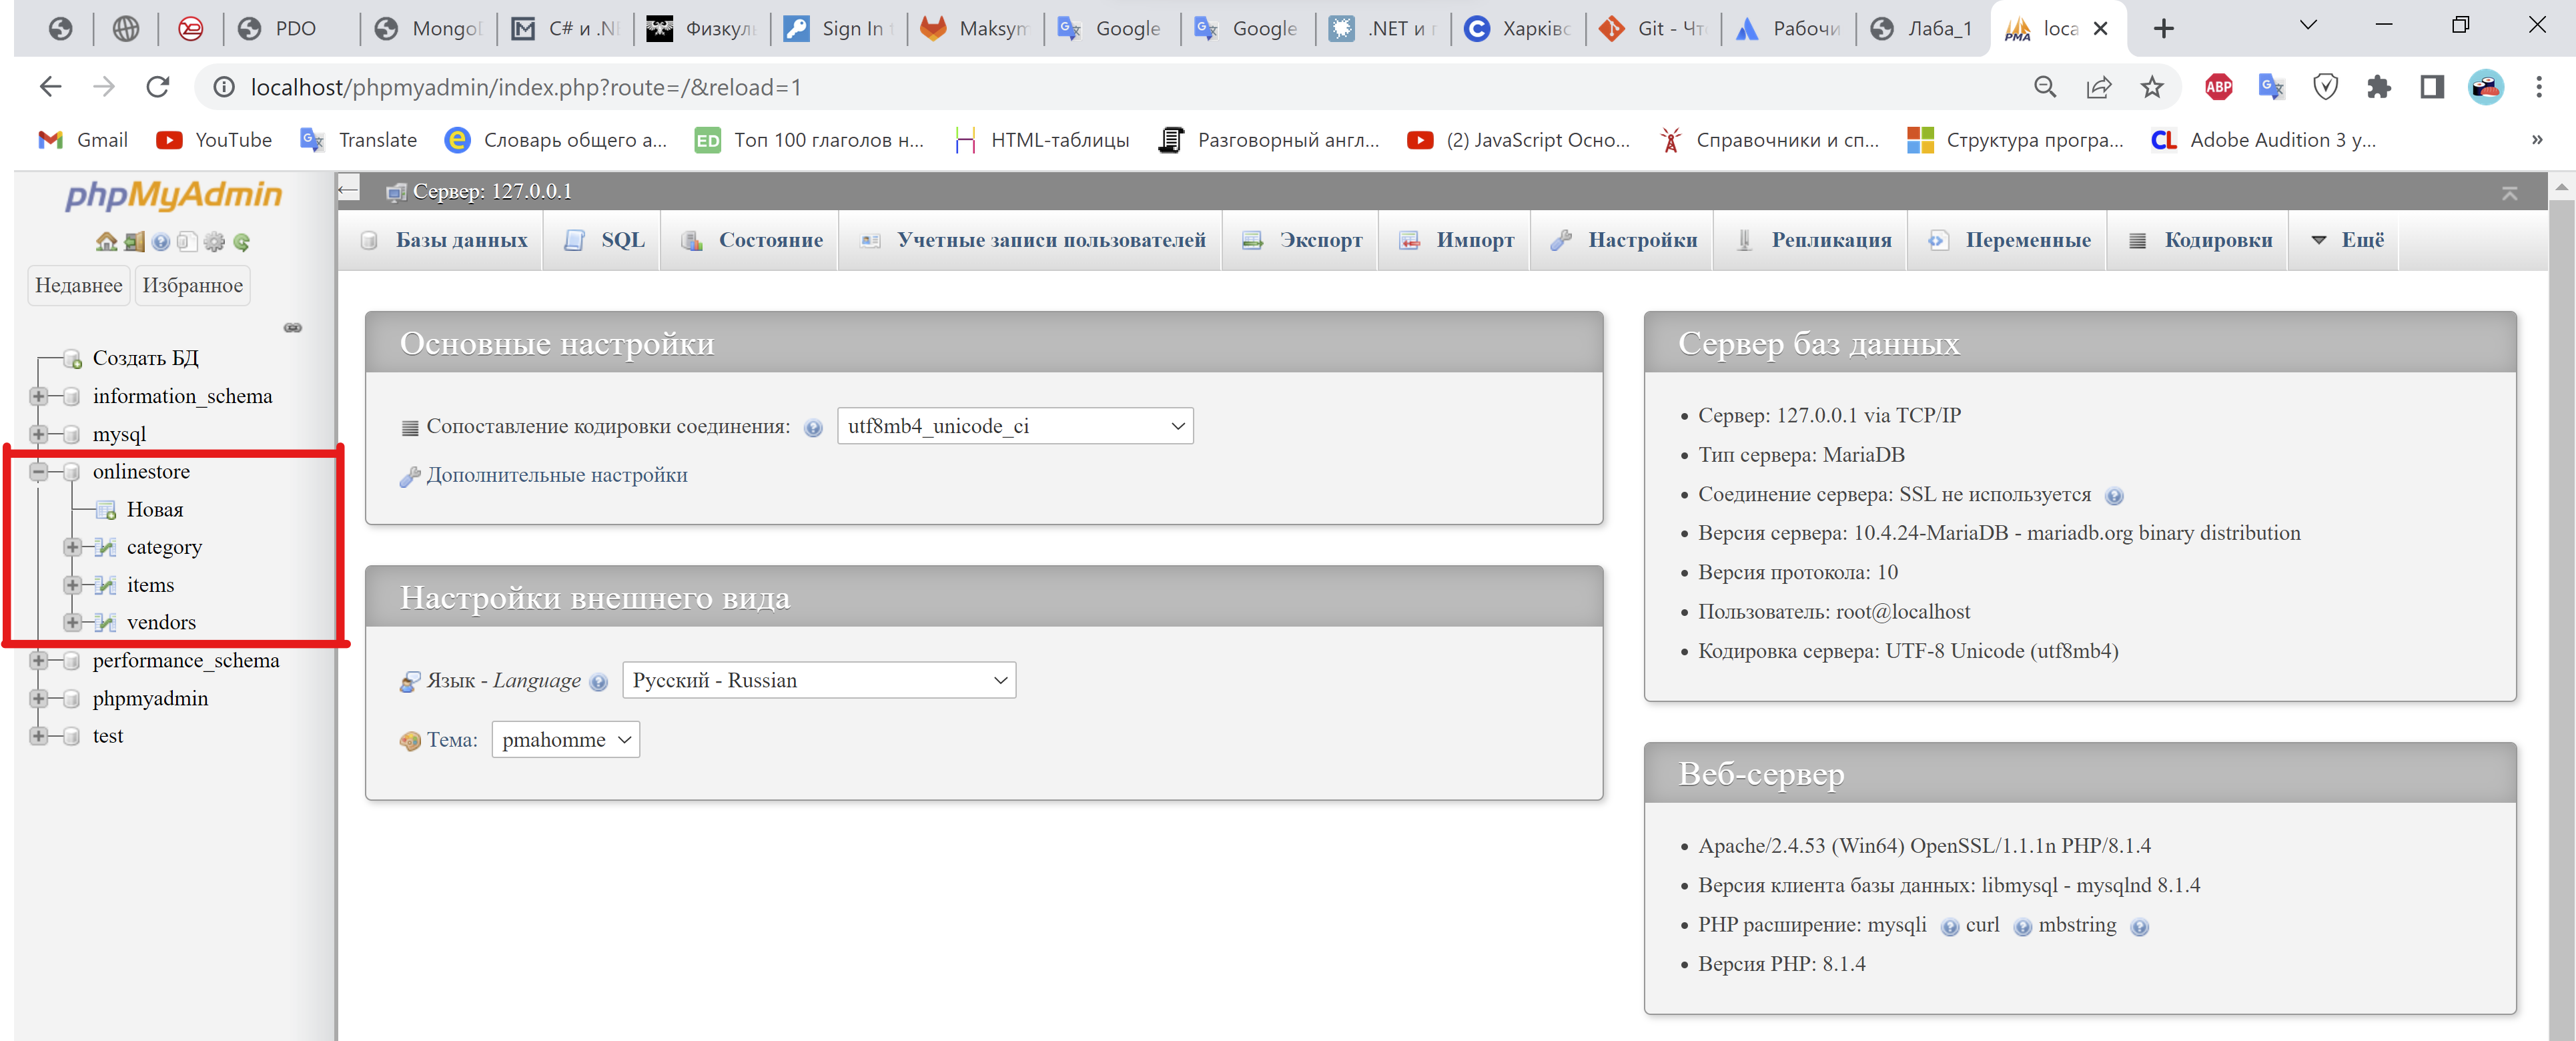 PDO
Mongo
C# и .N
Физкул
Sign In
Maksym
Google
Google
.NET и
Харків
Git - Чт
Рабочи
Лаба_1
PMA
loca
localhost/phpmyadmin/index.php?route=/&reload=1
ABP
Gmail
YouTube
Translate
Словарь общего а...
ED
Топ 100 глаголов н...
HTML-таблицы
Разговорный англ...
(2) JavaScript Осно...
Справочники и сп...
Структура програ...
CL
Adobe Audition 3 у...
phpMyAdmin
Недавнее
Избранное
Создать БД
information_schema
mysql
onlinestore
Новая
category
items
vendors
performance_schema
phpmyadmin
test
Сервер: 127.0.0.1
Базы данных
SQL
Состояние
Учетные записи пользователей
Экспорт
Импорт
Настройки
Репликация
Переменные
Кодировки
Ещё
Основные настройки
Сопоставление кодировки соединения:
utf8mb4_unicode_ci
Дополнительные настройки
Настройки внешнего вида
Язык - Language
Русский - Russian
Тема:
pmahomme
Сервер баз данных
Сервер: 127.0.0.1 via TCP/IP
Тип сервера: MariaDB
Соединение сервера: SSL не используется
Версия сервера: 10.4.24-MariaDB - mariadb.org binary distribution
Версия протокола: 10
Пользователь: root@localhost
Кодировка сервера: UTF-8 Unicode (utf8mb4)
Веб-сервер
Apache/2.4.53 (Win64) OpenSSL/1.1.1n PHP/8.1.4
Версия клиента базы данных: libmysql - mysqlnd 8.1.4
PHP расширение: mysqli curl mbstring
Версия PHP: 8.1.4